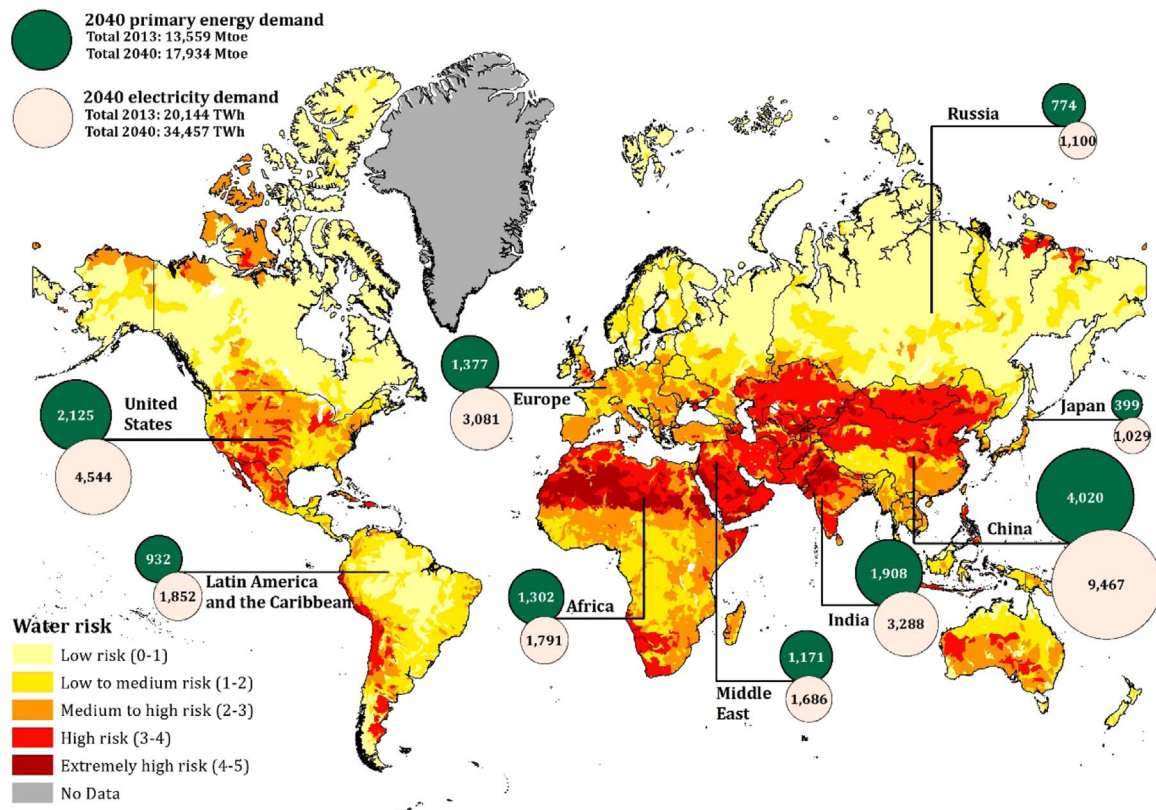 2040 primary energy demand
Total 2013: 13,559 Mtoe
Total 2040: 17,934 Mtoe
2040 electricity demand
Total 2013: 20,144 TWh
Total 2040: 34,457 TWh
Russia
774
1,100
1,377
3,081
Europe
2,125
4,544
United
States
Japan
399
1,029
4,020
9,467
China
932
1,852
Latin America
and the Caribbean
1,302
1,791
Africa
1,908
3,288
India
1,171
1,686
Middle
East
Water risk
Low risk (0-1)
Low to medium risk (1-2)
Medium to high risk (2-3)
High risk (3-4)
Extremely high risk (4-5)
No Data